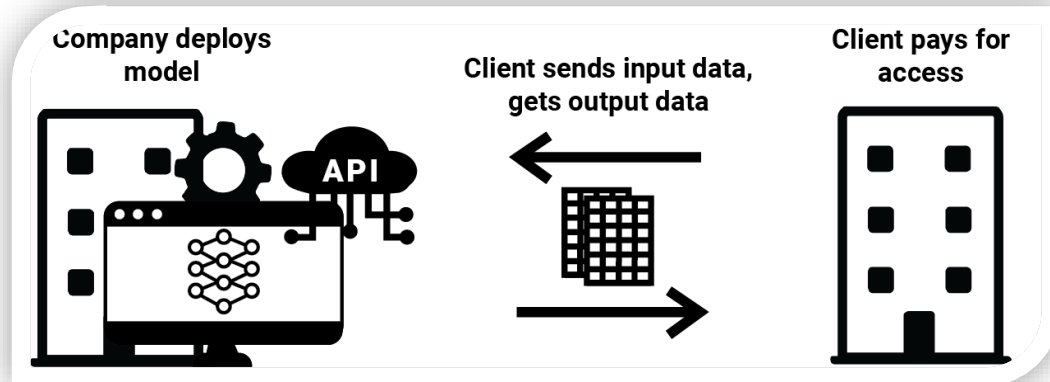 Company deploys
model
Client sends input data,
gets output data
Client pays for
access
API